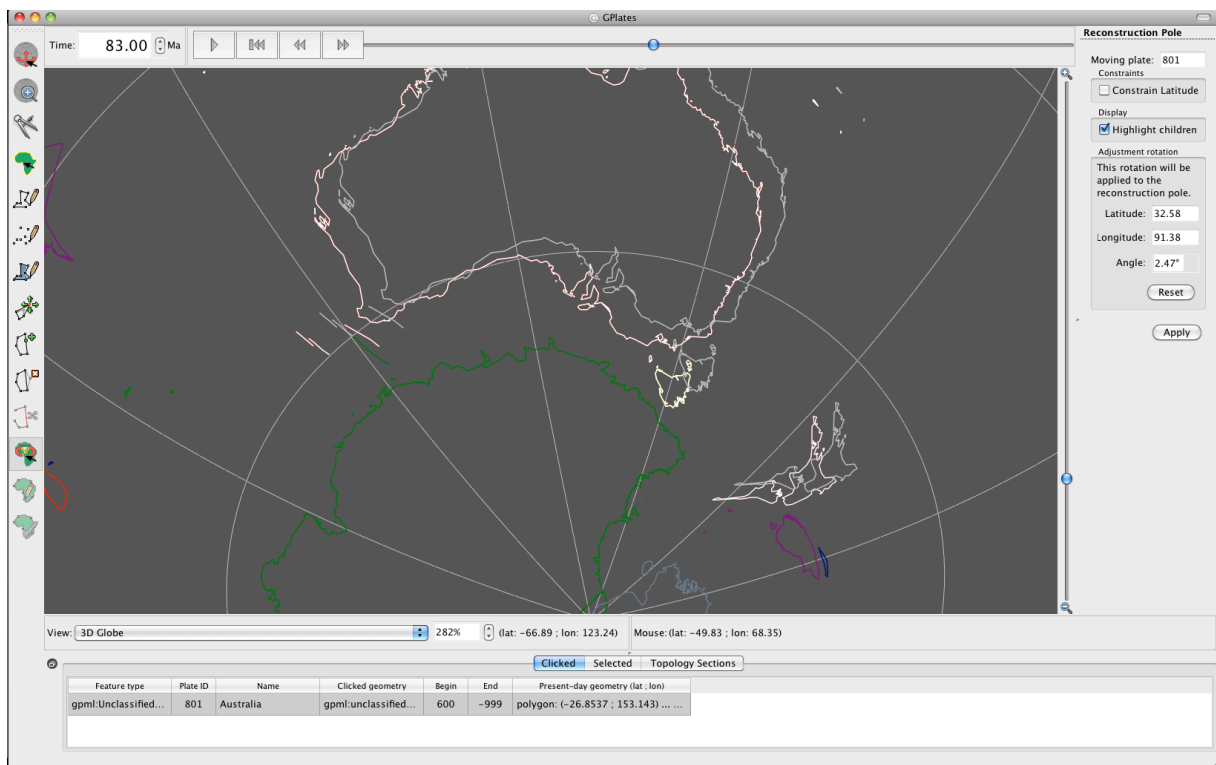 GPlates
Time: 83.00 Ma
Reconstruction Pole
Moving plate: 801
Constraints
Constrain Latitude
Display
Highlight children
Adjustment rotation
This rotation will be
applied to the
reconstruction pole.
Latitude: 32.58
Longitude: 91.38
Angle: 2.47°
Reset
Apply
View: 3D Globe 282% (lat: -66.89 ; lon: 123.24) Mouse: (lat: -49.83 ; lon: 68.35)
Clicked Selected Topology Sections
Feature type Plate ID Name Clicked geometry Begin End Present-day geometry (lat ; lon)
gpml:Unclassified... 801 Australia gpml:unclassified... 600 -999 polygon: (-26.8537 ; 153.143) ... ...